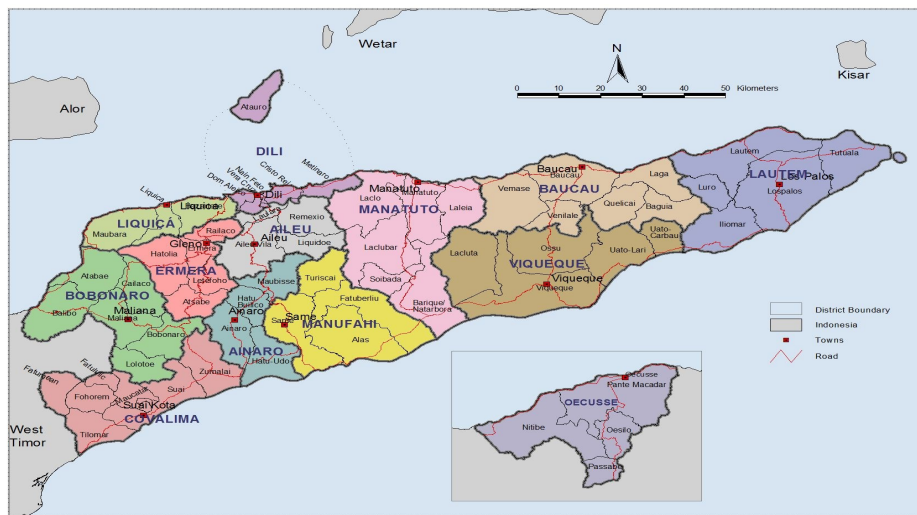 Wetar
Kisar
Alor
N
0 10 20 30 40 50 Kilometers
Atauro
DILI
Metinaro
Cristo Rei
Nain Feto
Vera Cruz
Dom Aleixo
Dili
Liquica
Liquica
LIQUIÇÁ
Maubara
Railaco
Gleno
Ermera
Hatolia
ERMERA
Letefoho
Atsabe
Laulara
Remexio
AILEU
Aileu
Aileu Vila
Liquidoe
Manatuto
Manatuto
Laclo
Laleia
MANATUTO
Laclubar
Soibada
Barique/
Natarbora
Baucau
Baucau
Vemase
BAUCAU
Laga
Quelicai
Baguia
Venilale
Lautem
Tutuala
Luro
LAUTEM
Los Palos
Lospalos
Iliomar
Uato-
Carbau
Uato-Lari
Ossu
Lacluta
VIQUEQUE
Viqueque
Viqueque
Atabae
Cailaco
BOBONARO
Balibo
Maliana
Maliana
Bobonaro
Lolotoe
Maubisse
Hatu
Builico
Ainaro
Ainaro
AINARO
Hatu-Udo
Turiscai
Fatuberliu
Same
Same
MANUFAHI
Alas
Fatumean
Fatululic
Fohorem
Maucatar
Suai
Zumalai
Suai Kota
COVALIMA
Tilomar
West
Timor
District Boundary
Indonesia
Towns
Road
Oecusse
Pante Macadar
OECUSSE
Nitibe
Oesilo
Passabe